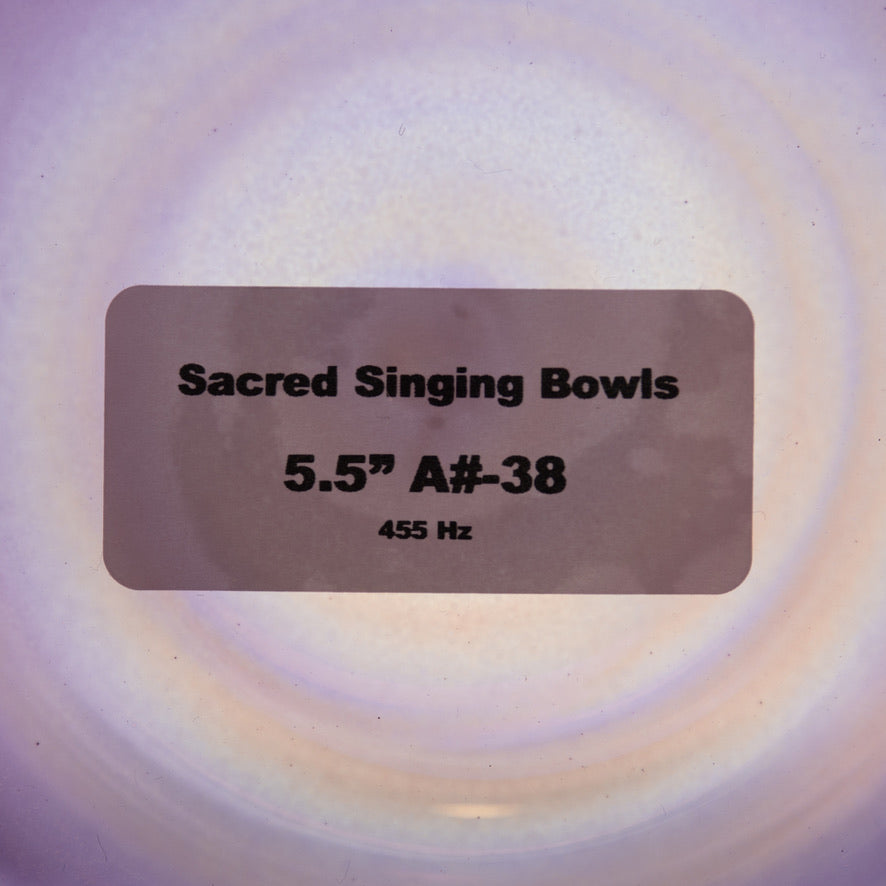 Sacred Singing Bowls
5.5” A#-38
455 Hz